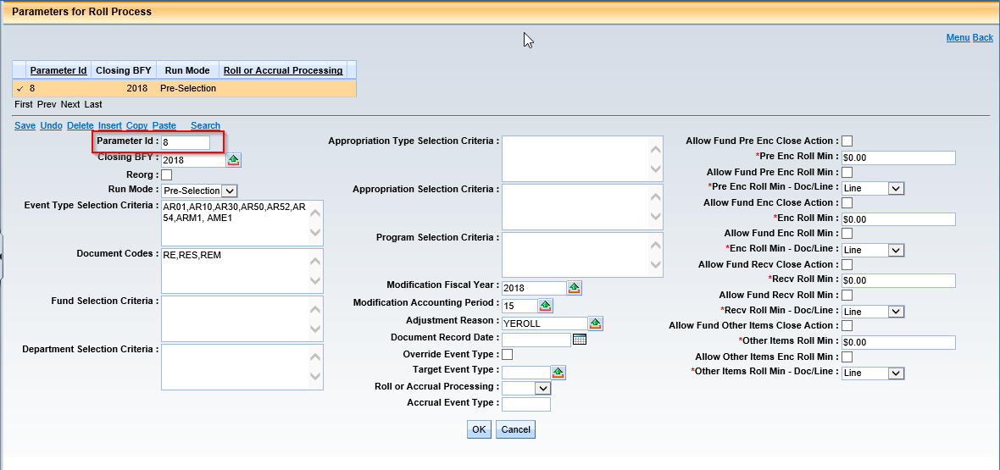 Parameters for Roll Process
Menu Back
Parameter Id Closing BFY Run Mode Roll or Accrual Processing
8 2018 Pre-Selection
First Prev Next Last
Save Undo Delete Insert Copy Paste Search
Parameter Id : 8
Closing BFY : 2018
Reorg :
Run Mode : Pre-Selection
Event Type Selection Criteria : AR01,AR10,AR30,AR50,AR52,AR
54,ARM1, AME1
Document Codes : RE,RES,REM
Fund Selection Criteria :
Department Selection Criteria :
Appropriation Type Selection Criteria :
Appropriation Selection Criteria :
Program Selection Criteria :
Modification Fiscal Year : 2018
Modification Accounting Period : 15
Adjustment Reason : YEROLL
Document Record Date :
Override Event Type :
Target Event Type :
Roll or Accrual Processing :
Accrual Event Type :
Allow Fund Pre Enc Close Action :
*Pre Enc Roll Min : $0.00
Allow Fund Pre Enc Roll Min :
*Pre Enc Roll Min - Doc/Line : Line
Allow Fund Enc Close Action :
*Enc Roll Min : $0.00
Allow Fund Enc Roll Min :
*Enc Roll Min - Doc/Line : Line
Allow Fund Recv Close Action :
*Recv Roll Min : $0.00
Allow Fund Recv Roll Min :
*Recv Roll Min - Doc/Line : Line
Allow Fund Other Items Close Action :
*Other Items Roll Min : $0.00
Allow Other Items Enc Roll Min :
*Other Items Roll Min - Doc/Line : Line
OK Cancel